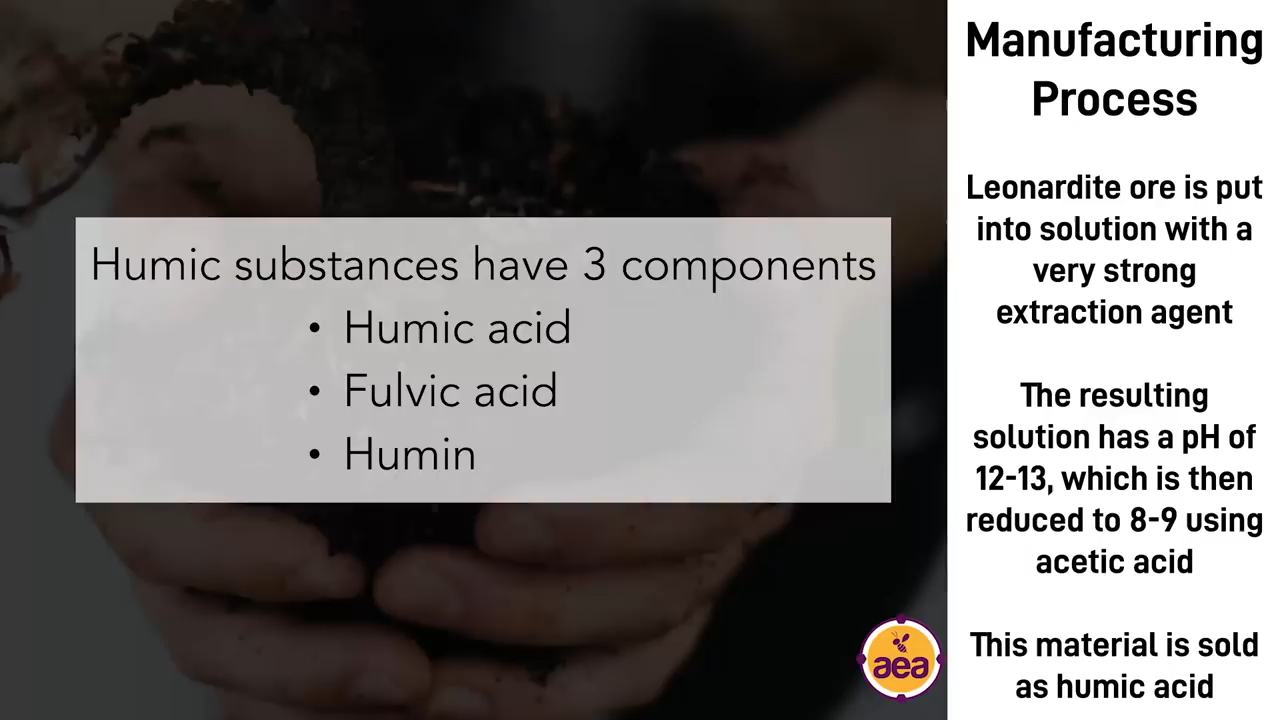 Humic substances have 3 components
• Humic acid
• Fulvic acid
• Humin
aea
Manufacturing
Process
Leonardite ore is put
into solution with a
very strong
extraction agent
The resulting
solution has a pH of
12-13, which is then
reduced to 8-9 using
acetic acid
This material is sold
as humic acid